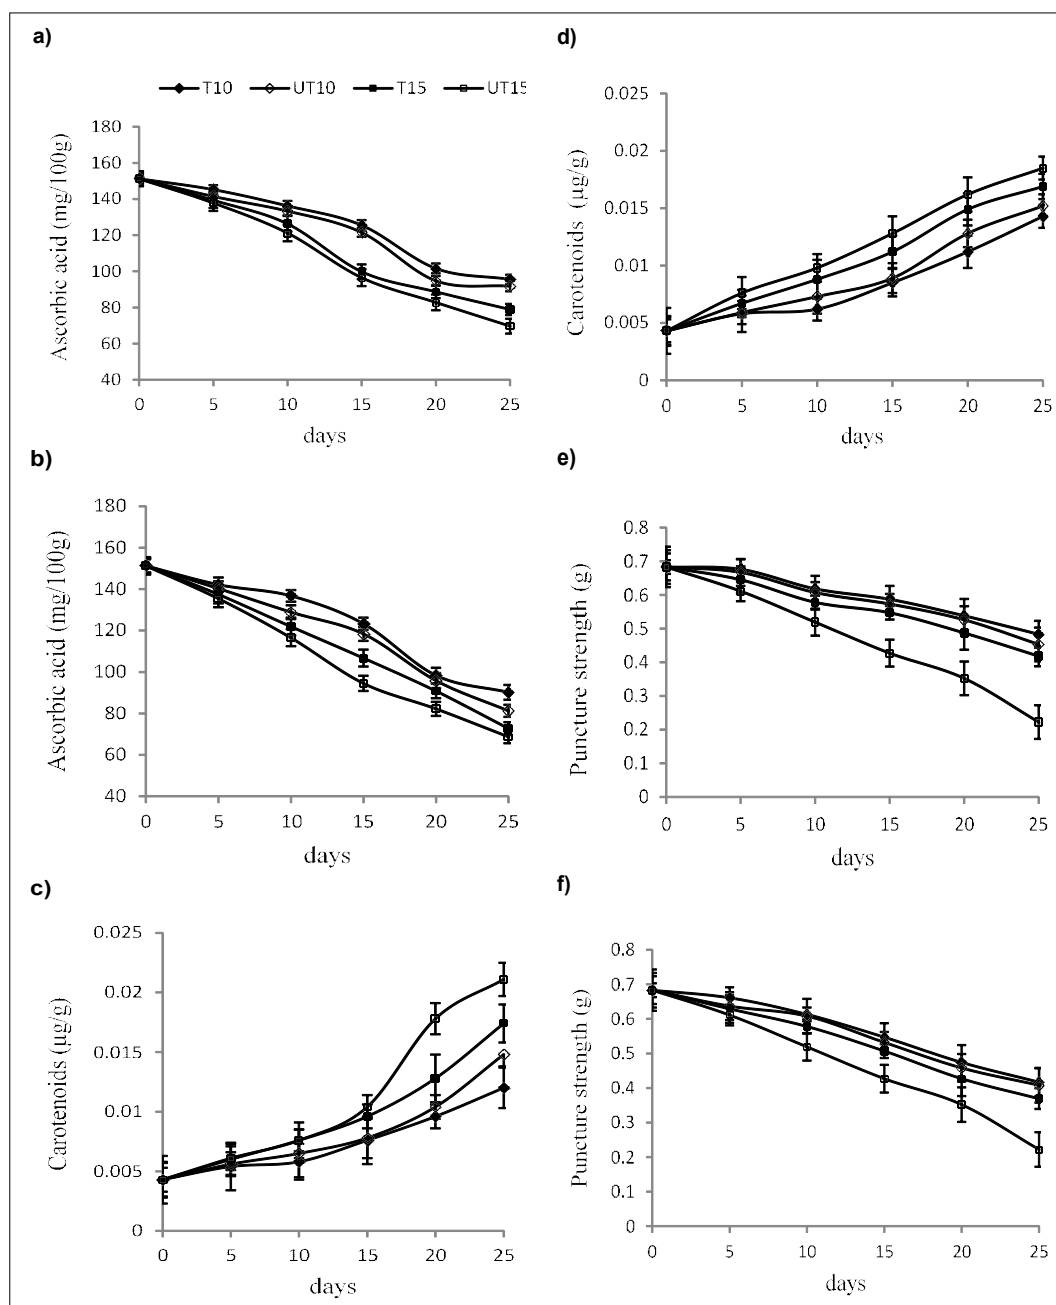 a)
T10 UT10 T15 UT15
Ascorbic acid (mg/100g)
180
160
140
120
100
80
60
40
0 5 10 15 20 25
days
b)
Ascorbic acid (mg/100g)
180
160
140
120
100
80
60
40
0 5 10 15 20 25
days
c)
Carotenoids (µg/g)
0.025
0.02
0.015
0.01
0.005
0
0 5 10 15 20 25
days
d)
Carotenoids (µg/g)
0.025
0.02
0.015
0.01
0.005
0
0 5 10 15 20 25
days
e)
Puncture strength (g)
0.8
0.7
0.6
0.5
0.4
0.3
0.2
0.1
0
0 5 10 15 20 25
days
f)
Puncture strength (g)
0.8
0.7
0.6
0.5
0.4
0.3
0.2
0.1
0
0 5 10 15 20 25
days